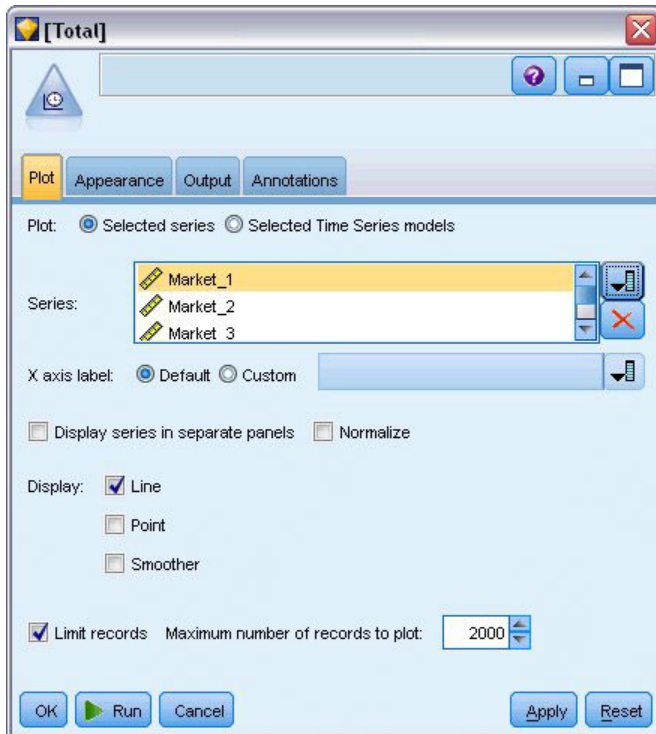 [Total]
Plot Appearance Output Annotations
Plot: Selected series Selected Time Series models
Series:
Market_1
Market_2
Market_3
X axis label: Default Custom
Display series in separate panels Normalize
Display: Line
Point
Smoother
Limit records Maximum number of records to plot: 2000
OK Run Cancel Apply Reset